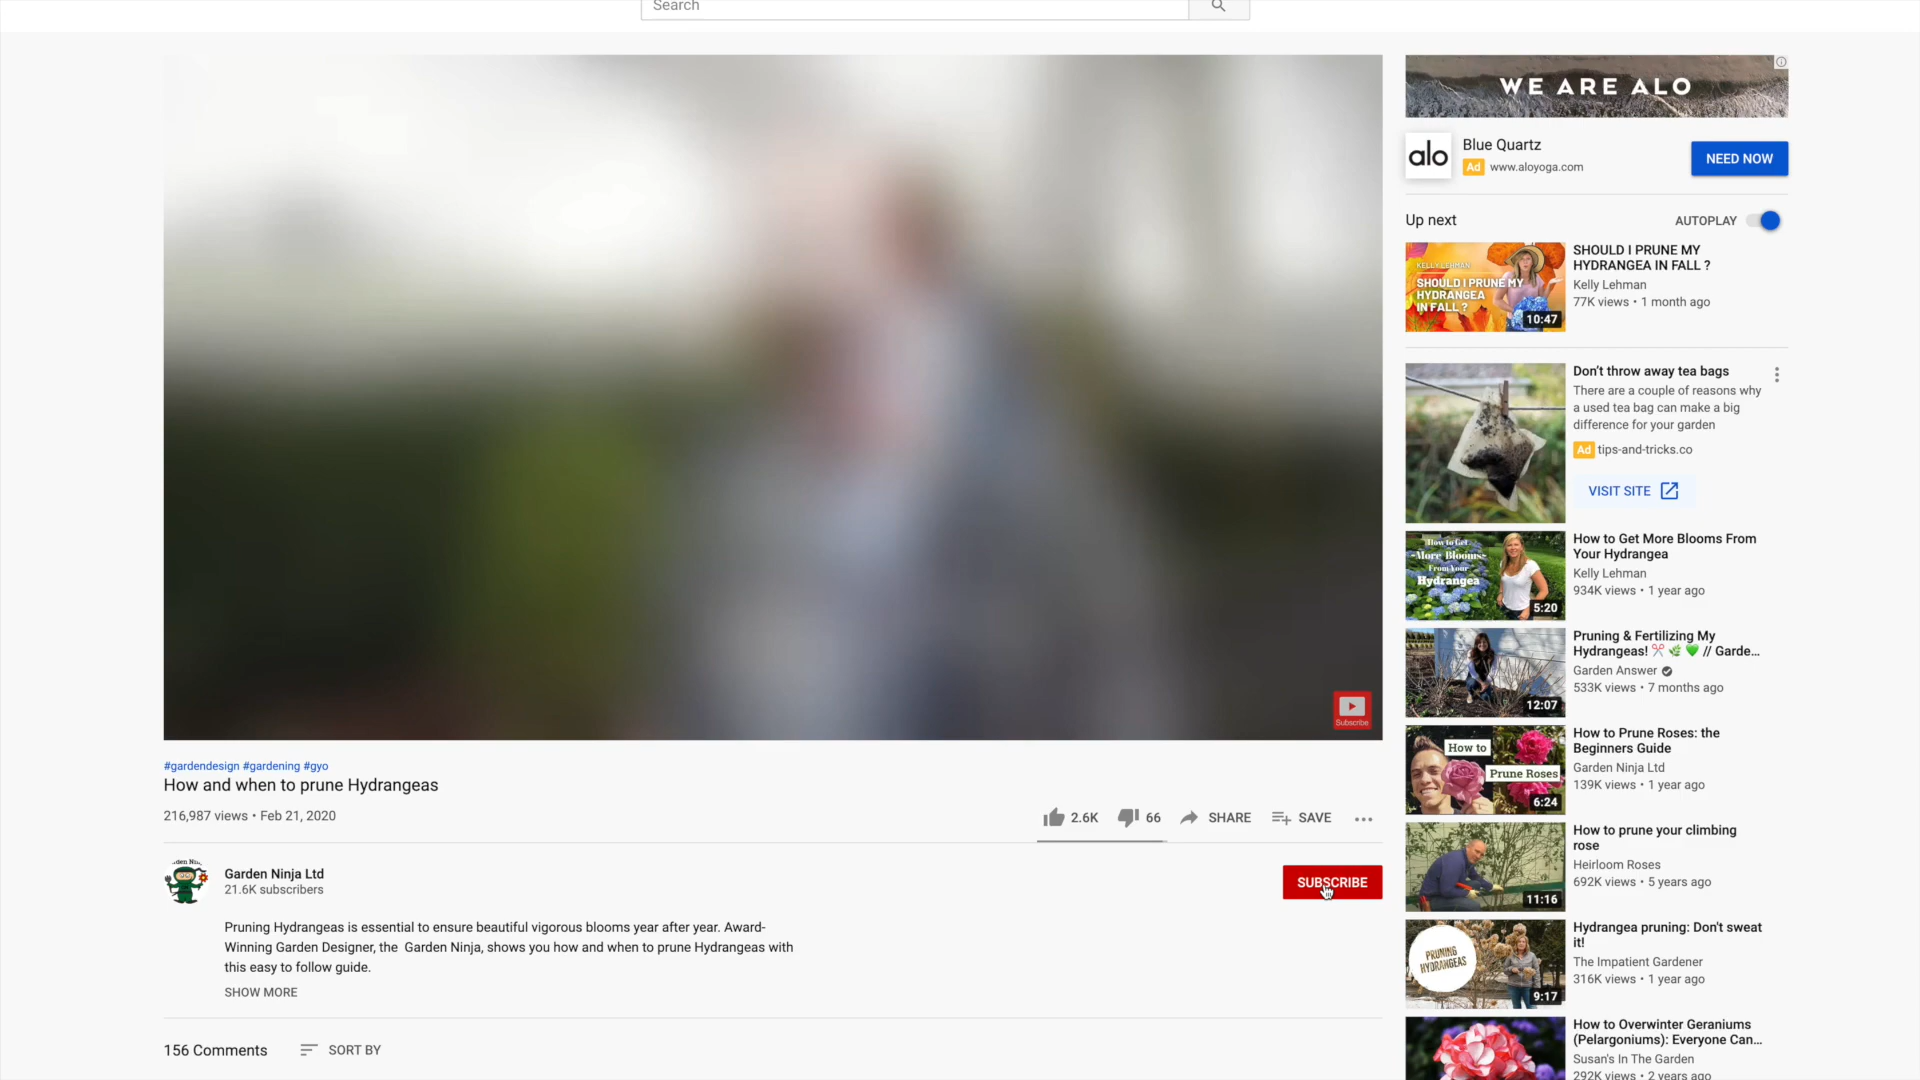 Search
WE ARE ALO
alo
Blue Quartz
Ad www.aloyoga.com
NEED NOW
Up next
AUTOPLAY
KELLY LEHMAN
SHOULD I PRUNE MY
HYDRANGEA
IN FALL ?
10:47
SHOULD I PRUNE MY
HYDRANGEA IN FALL ?
Kelly Lehman
77K views • 1 month ago
Don't throw away tea bags
There are a couple of reasons why
a used tea bag can make a big
difference for your garden
Ad tips-and-tricks.co
VISIT SITE
How to Get
More Blooms
From Your
Hydrangea
5:20
How to Get More Blooms From
Your Hydrangea
Kelly Lehman
934K views • 1 year ago
12:07
Pruning & Fertilizing My
Hydrangeas! ✂️ 🌿 💚 // Garde...
Garden Answer
533K views • 7 months ago
How to
Prune Roses
6:24
How to Prune Roses: the
Beginners Guide
Garden Ninja Ltd
139K views • 1 year ago
11:16
How to prune your climbing
rose
Heirloom Roses
692K views • 5 years ago
PRUNING
HYDRANGEAS
9:17
Hydrangea pruning: Don't sweat
it!
The Impatient Gardener
316K views • 1 year ago
How to Overwinter Geraniums
(Pelargoniums): Everyone Can...
Susan's In The Garden
292K views • 2 years ago
Subscribe
#gardendesign #gardening #gyo
How and when to prune Hydrangeas
216,987 views • Feb 21, 2020
2.6K 66 SHARE SAVE
Garden Ninja Ltd
21.6K subscribers
SUBSCRIBE
Pruning Hydrangeas is essential to ensure beautiful vigorous blooms year after year. Award-
Winning Garden Designer, the Garden Ninja, shows you how and when to prune Hydrangeas with
this easy to follow guide.
SHOW MORE
156 Comments
SORT BY